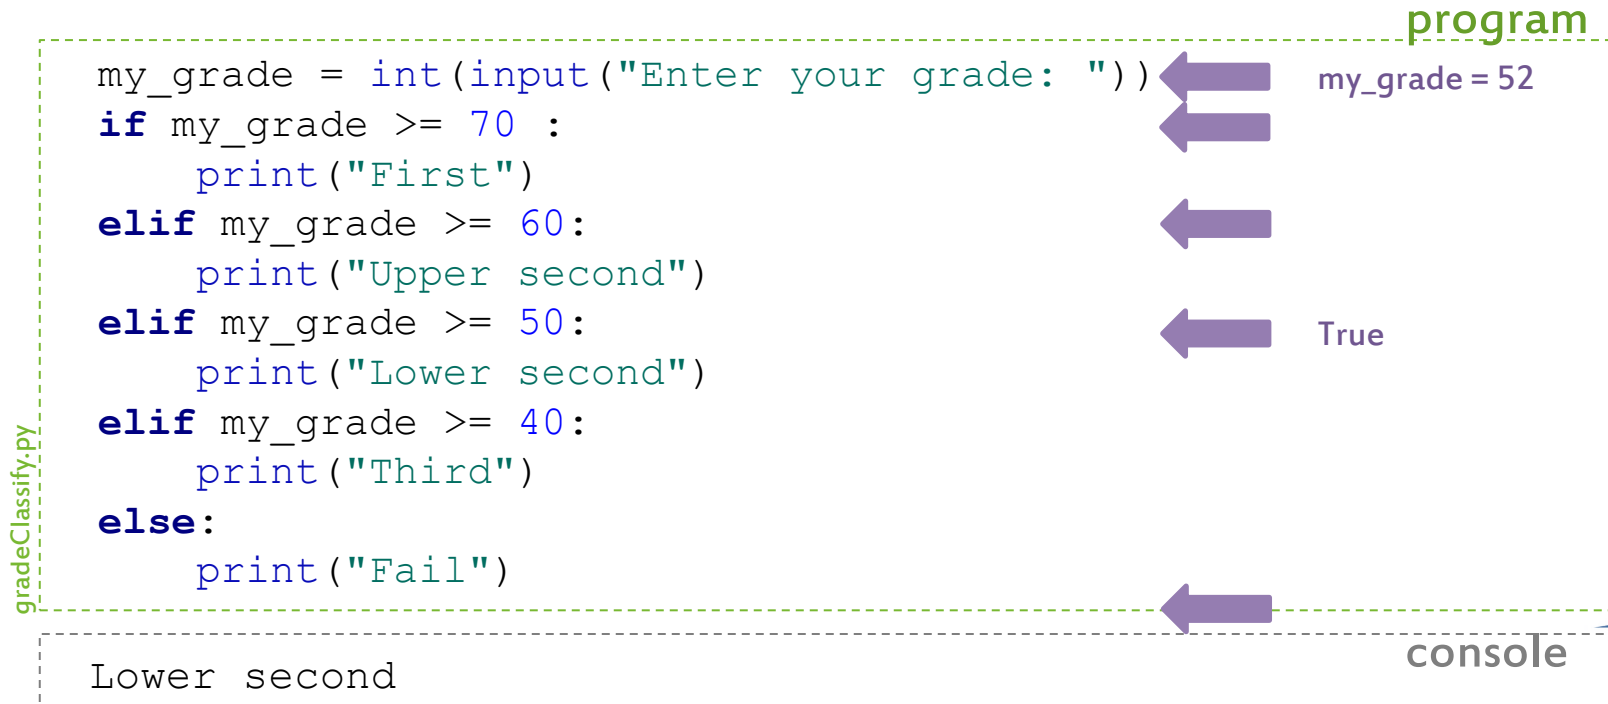 program
my_grade = int(input("Enter your grade: ")) my_grade = 52
if my_grade >= 70 :
    print("First")
elif my_grade >= 60:
    print("Upper second")
elif my_grade >= 50: True
    print("Lower second")
elif my_grade >= 40:
    print("Third")
else:
    print("Fail")
gradeClassify.py
console
Lower second